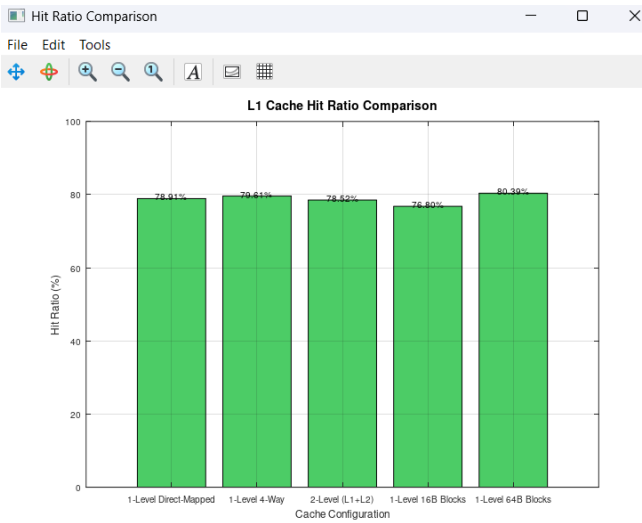 Hit Ratio Comparison
File Edit Tools
A
L1 Cache Hit Ratio Comparison
100
80
60
40
20
0
Hit Ratio (%)
78.91%
79.61%
78.52%
76.80%
80.39%
1-Level Direct-Mapped
1-Level 4-Way
2-Level (L1+L2)
1-Level 16B Blocks
1-Level 64B Blocks
Cache Configuration